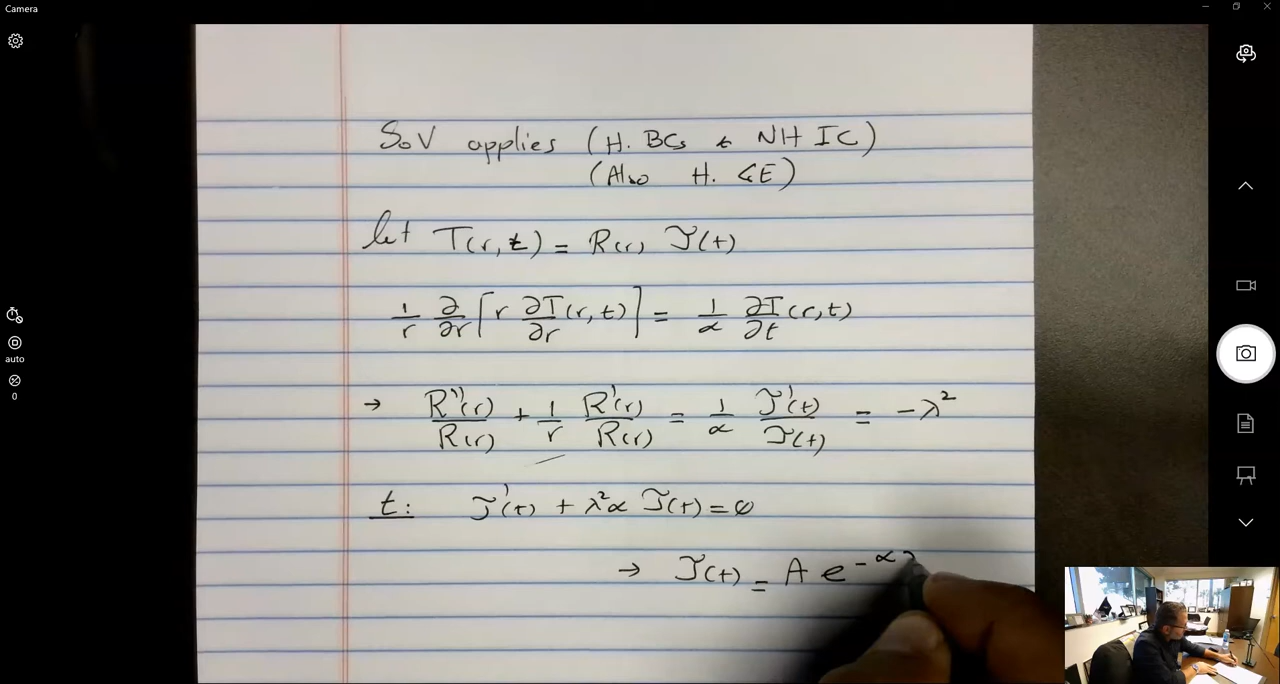 Camera
SoV applies (H. BCs & NH IC)
(Also H. GE)
let T(r,t) = R(r) 𝒯(t)
1/r ∂/∂r [r ∂T/∂r (r,t)] = 1/α ∂T/∂t (r,t)
→ R''(r)/R(r) + 1/r R'(r)/R(r) = 1/α 𝒯'(t)/𝒯(t) = -λ²
t: 𝒯'(t) + λ²α 𝒯(t) = 0
→ 𝒯(t) = A e^-α
auto
0